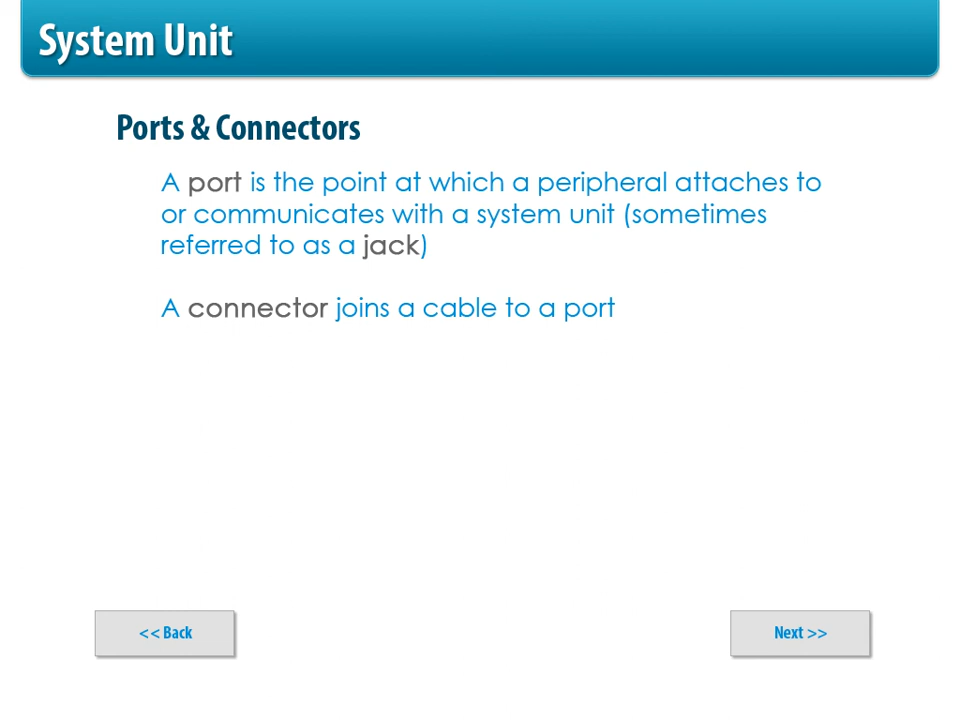 System Unit
Ports & Connectors
A port is the point at which a peripheral attaches to
or communicates with a system unit (sometimes
referred to as a jack)
A connector joins a cable to a port
<< Back
Next >>